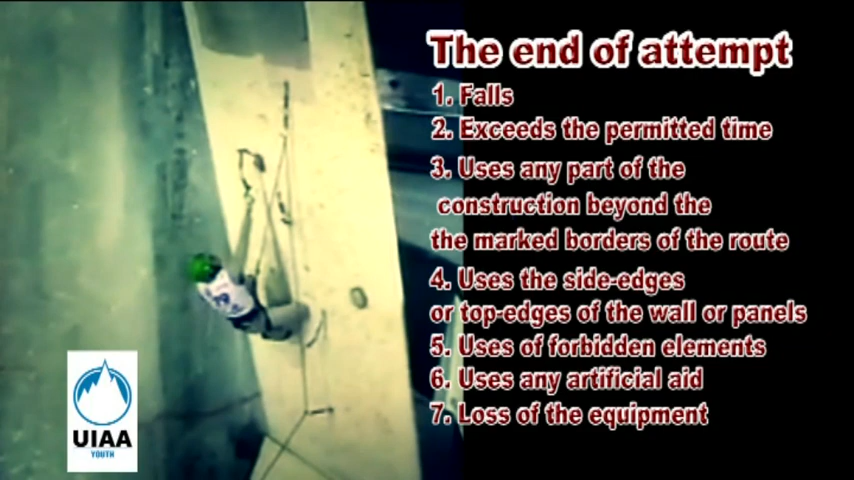 The end of attempt
1. Falls
2. Exceeds the permitted time
3. Uses any part of the
construction beyond the
the marked borders of the route
4. Uses the side-edges
or top-edges of the wall or panels
5. Uses of forbidden elements
6. Uses any artificial aid
7. Loss of the equipment
UIAA
YOUTH